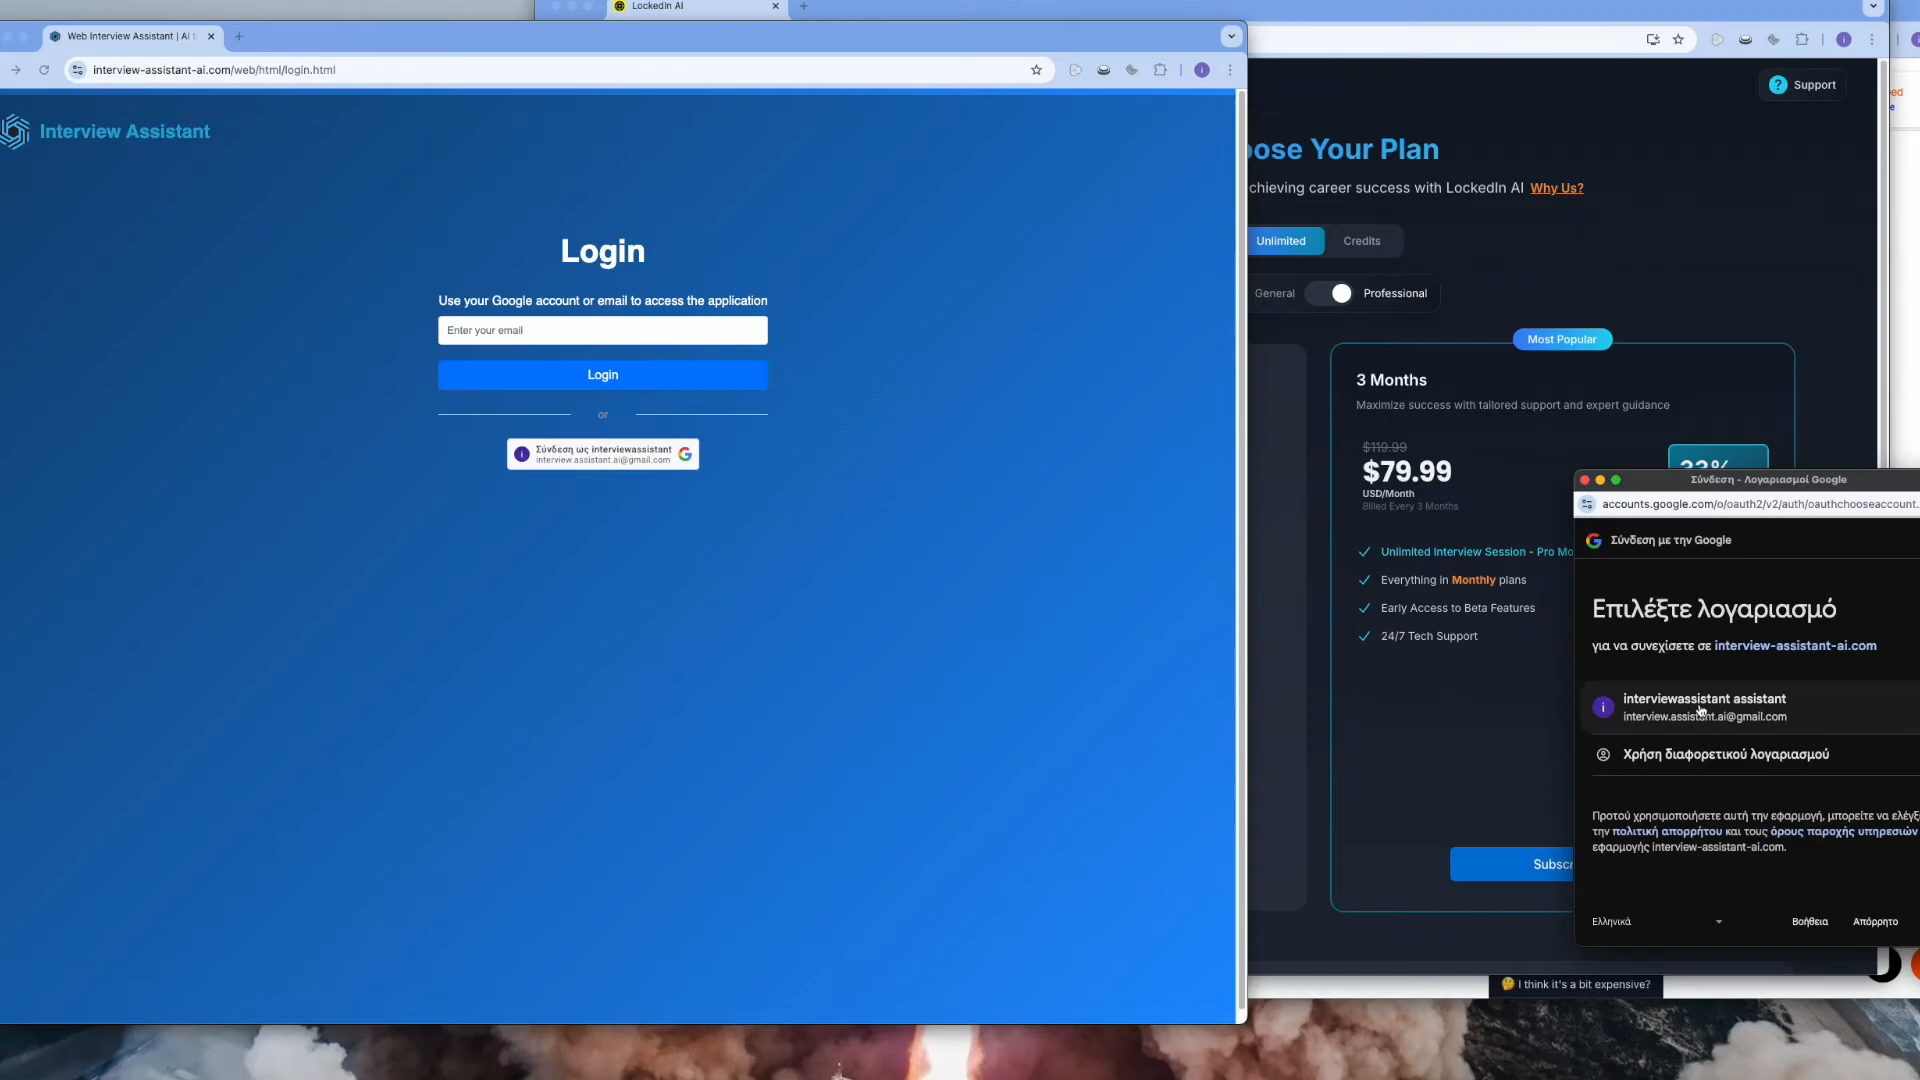 LockedIn AI
Web Interview Assistant | AI t
interview-assistant-ai.com/web/html/login.html
Interview Assistant
Login
Use your Google account or email to access the application
Enter your email
Login
or
Σύνδεση ως interviewassistant
interview.assistant.ai@gmail.com
Support
oose Your Plan
chieving career success with LockedIn AI Why Us?
Unlimited Credits
General Professional
Most Popular
3 Months
Maximize success with tailored support and expert guidance
$119.99
$79.99
USD/Month
Billed Every 3 Months
33%
Unlimited Interview Session - Pro Mo
Everything in Monthly plans
Early Access to Beta Features
24/7 Tech Support
Subscr
I think it's a bit expensive?
Σύνδεση - Λογαριασμοί Google
accounts.google.com/o/oauth2/v2/auth/oauthchooseaccount.
Σύνδεση με την Google
Επιλέξτε λογαριασμό
για να συνεχίσετε σε interview-assistant-ai.com
interviewassistant assistant
interview.assistant.ai@gmail.com
Χρήση διαφορετικού λογαριασμού
Προτού χρησιμοποιήσετε αυτή την εφαρμογή, μπορείτε να ελέγξ
την πολιτική απορρήτου και τους όρους παροχής υπηρεσιών
εφαρμογής interview-assistant-ai.com.
Ελληνικά Βοήθεια Απόρρητο